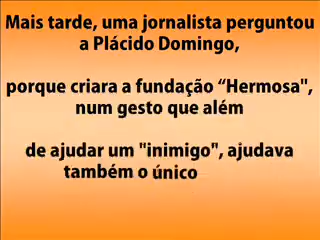 Mais tarde, uma jornalista perguntou
a Plácido Domingo,
porque criara a fundação “Hermosa",
num gesto que além
de ajudar um "inimigo", ajudava
também o único